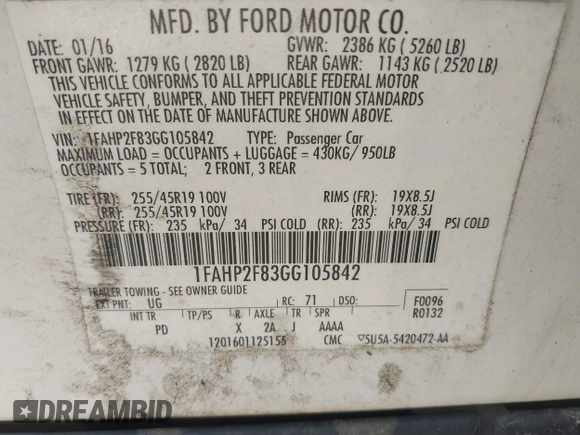 MFD. BY FORD MOTOR CO.
DATE: 01/16 GVWR: 2386 KG ( 5260 LB)
FRONT GAWR: 1279 KG ( 2820 LB) REAR GAWR: 1143 KG ( 2520 LB)
THIS VEHICLE CONFORMS TO ALL APPLICABLE FEDERAL MOTOR
VEHICLE SAFETY, BUMPER, AND THEFT PREVENTION STANDARDS
IN EFFECT ON THE DATE OF MANUFACTURE SHOWN ABOVE.
VIN: 1FAHP2F83GG105842 TYPE: Passenger Car
MAXIMUM LOAD = OCCUPANTS + LUGGAGE = 430KG/ 950LB
OCCUPANTS = 5 TOTAL; 2 FRONT, 3 REAR
TIRE (FR): 255/45R19 100V RIMS (FR): 19X8.5J
(RR): 255/45R19 100V (RR): 19X8.5J
PRESSURE (FR): 235 kPa/ 34 PSI COLD (RR): 235 kPa/34 PSI COLD
1FAHP2F83GG105842
TRAILER TOWING - SEE OWNER GUIDE
EXT PNT: UG RC: 71 DSO: F0096
INT TR TP/PS R AXLE TR SPR R0132
PD X 2A J AAAA
1201601125155 CMC ▽5U5A-5420472-AA
DREAMBID